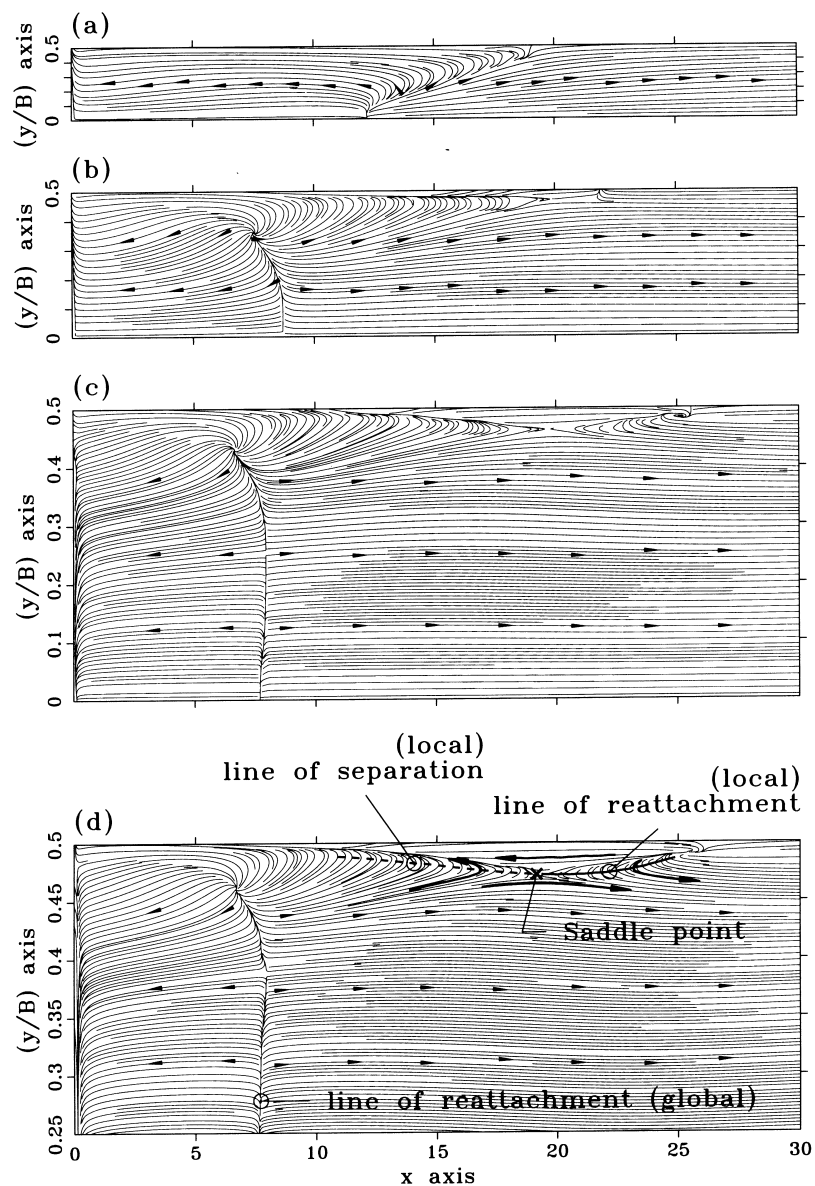 (a)
(y/B) axis
0.5
0
(b)
(y/B) axis
0.5
0
(c)
(y/B) axis
0.5
0.4
0.3
0.2
0.1
0
(local)
line of separation
(local)
line of reattachment
(d)
(y/B) axis
0.5
0.45
0.4
0.35
0.3
0.25
Saddle point
line of reattachment (global)
0 5 10 15 20 25 30
x axis